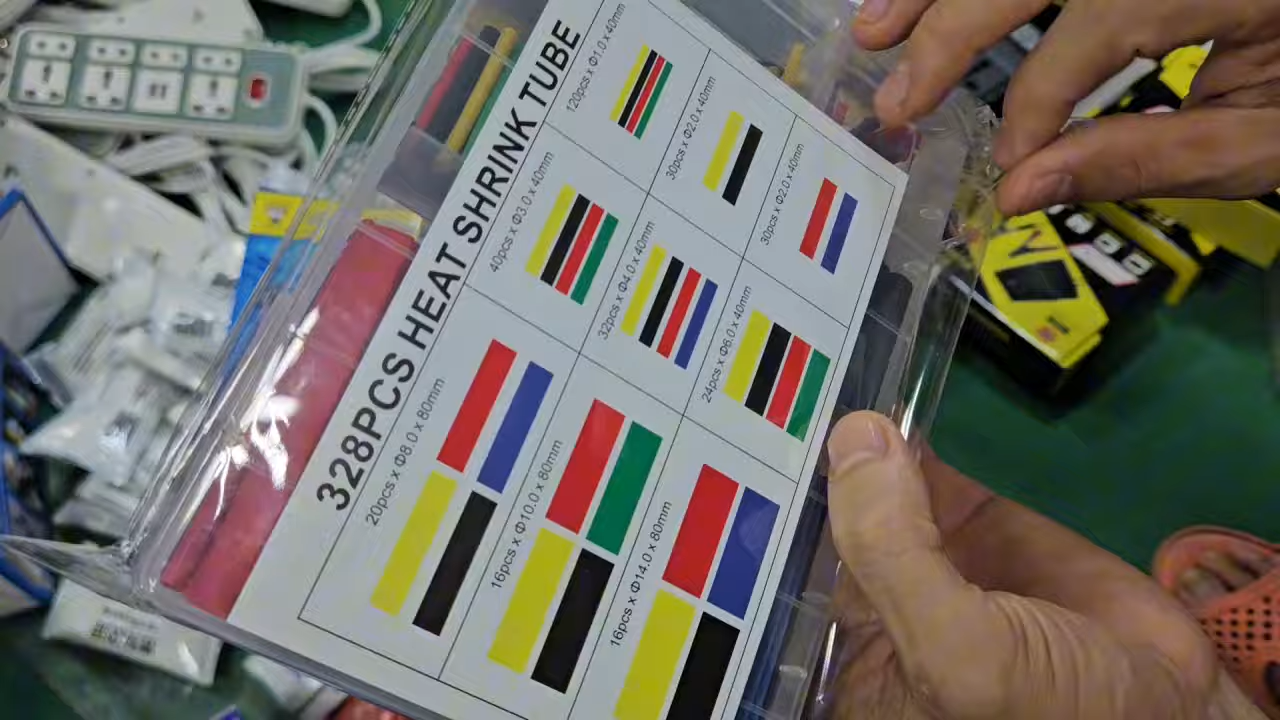 328PCS HEAT SHRINK TUBE
120pcs x Φ1.0 x 40mm
30pcs x Φ2.0 x 40mm
30pcs x Φ2.0 x 40mm
40pcs x Φ3.0 x 40mm
32pcs x Φ4.0 x 40mm
24pcs x Φ6.0 x 40mm
20pcs x Φ8.0 x 80mm
16pcs x Φ10.0 x 80mm
16pcs x Φ14.0 x 80mm